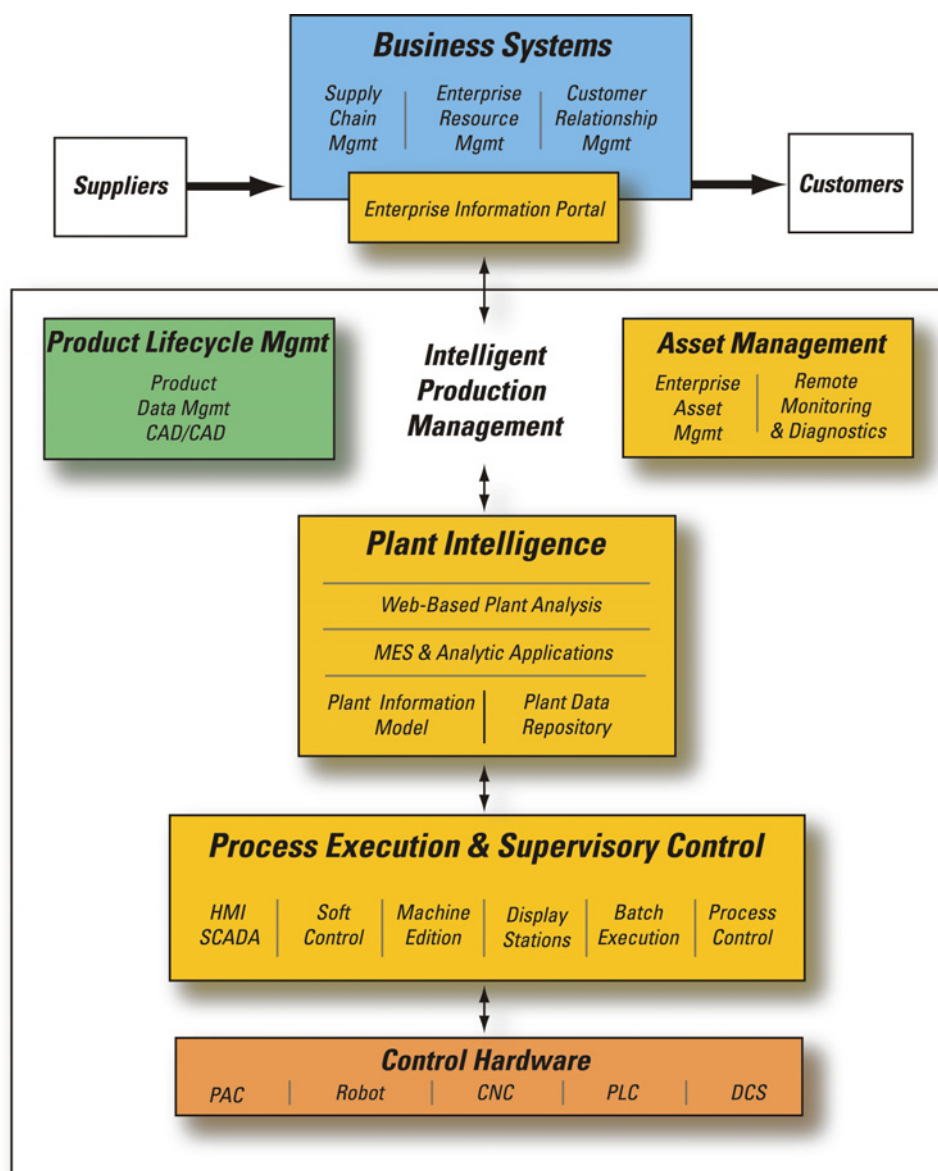 Business Systems
Supply
Chain
Mgmt
Enterprise
Resource
Mgmt
Customer
Relationship
Mgmt
Suppliers
Customers
Enterprise Information Portal
Product Lifecycle Mgmt
Product
Data Mgmt
CAD/CAD
Intelligent
Production
Management
Asset Management
Enterprise
Asset
Mgmt
Remote
Monitoring
& Diagnostics
Plant Intelligence
Web-Based Plant Analysis
MES & Analytic Applications
Plant Information
Model
Plant Data
Repository
Process Execution & Supervisory Control
HMI
SCADA
Soft
Control
Machine
Edition
Display
Stations
Batch
Execution
Process
Control
Control Hardware
PAC
Robot
CNC
PLC
DCS